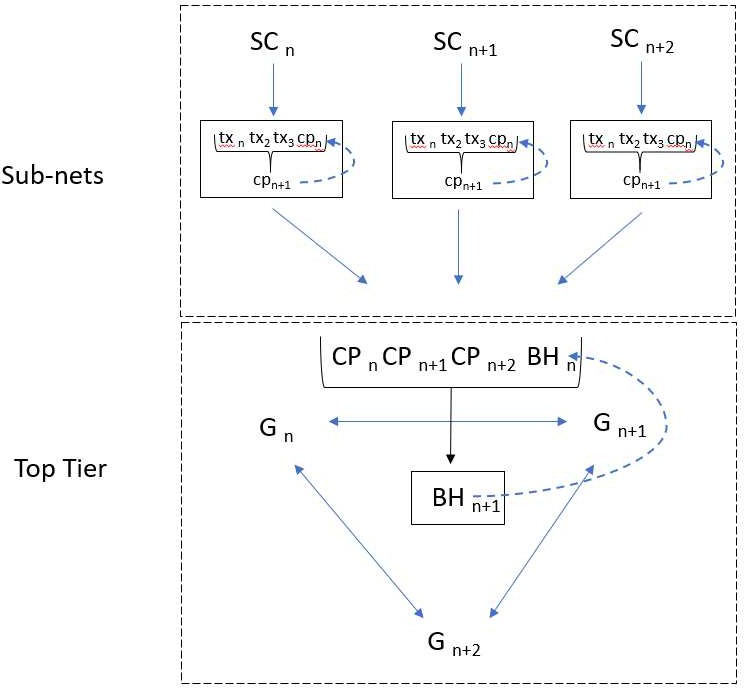 SC n SC n+1 SC n+2
tx n tx2 tx3 cpn tx n tx2 tx3 cpn tx n tx2 tx3 cpn
Sub-nets
cpn+1 cpn+1 cpn+1
CP n CP n+1 CP n+2 BH n
G n G n+1
Top Tier
BH n+1
G n+2